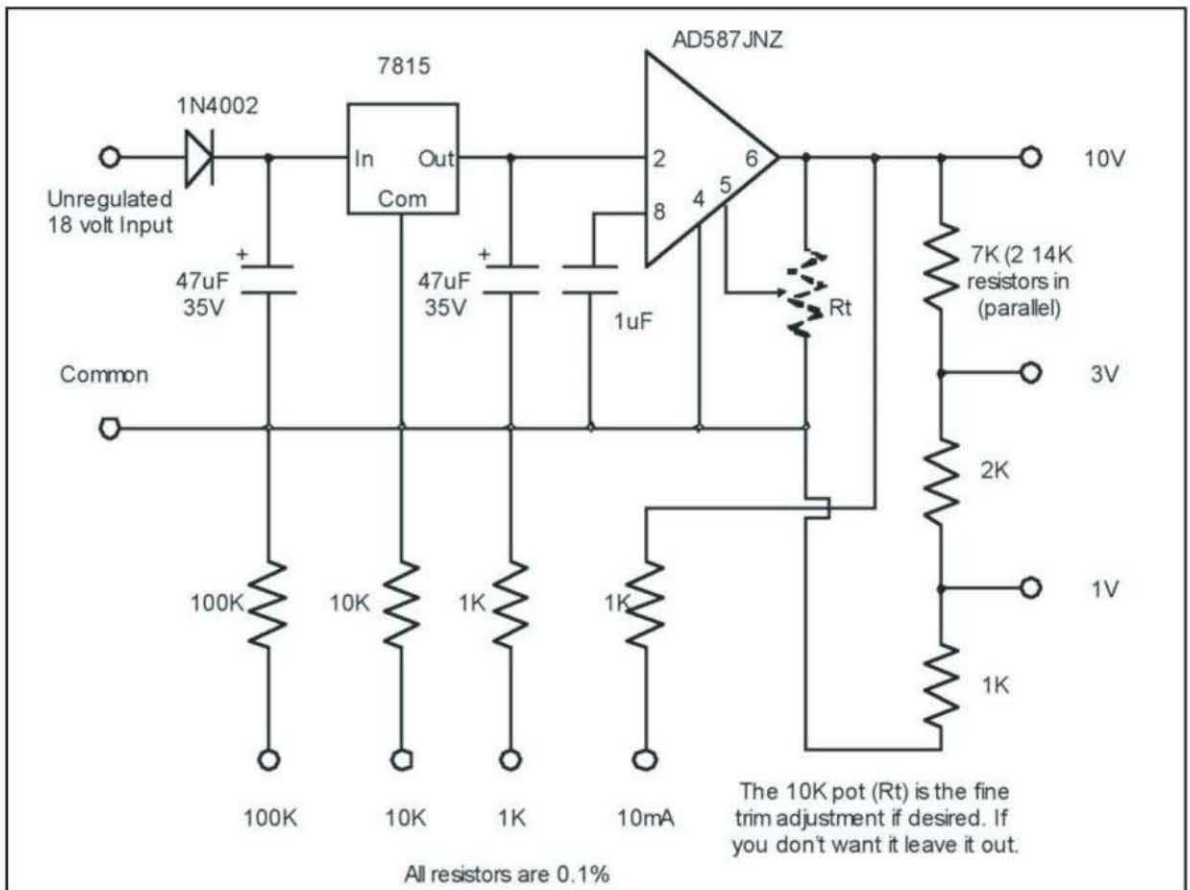 AD587JNZ
7815
1N4002
In
Out
Com
2
6
5
4
8
10V
Unregulated
18 volt Input
+
47uF
35V
+
47uF
35V
1uF
Rt
7K (2 14K
resistors in
(parallel)
3V
Common
2K
1V
100K
10K
1K
1K
1K
100K
10K
1K
10mA
The 10K pot (Rt) is the fine
trim adjustment if desired. If
you don't want it leave it out.
All resistors are 0.1%